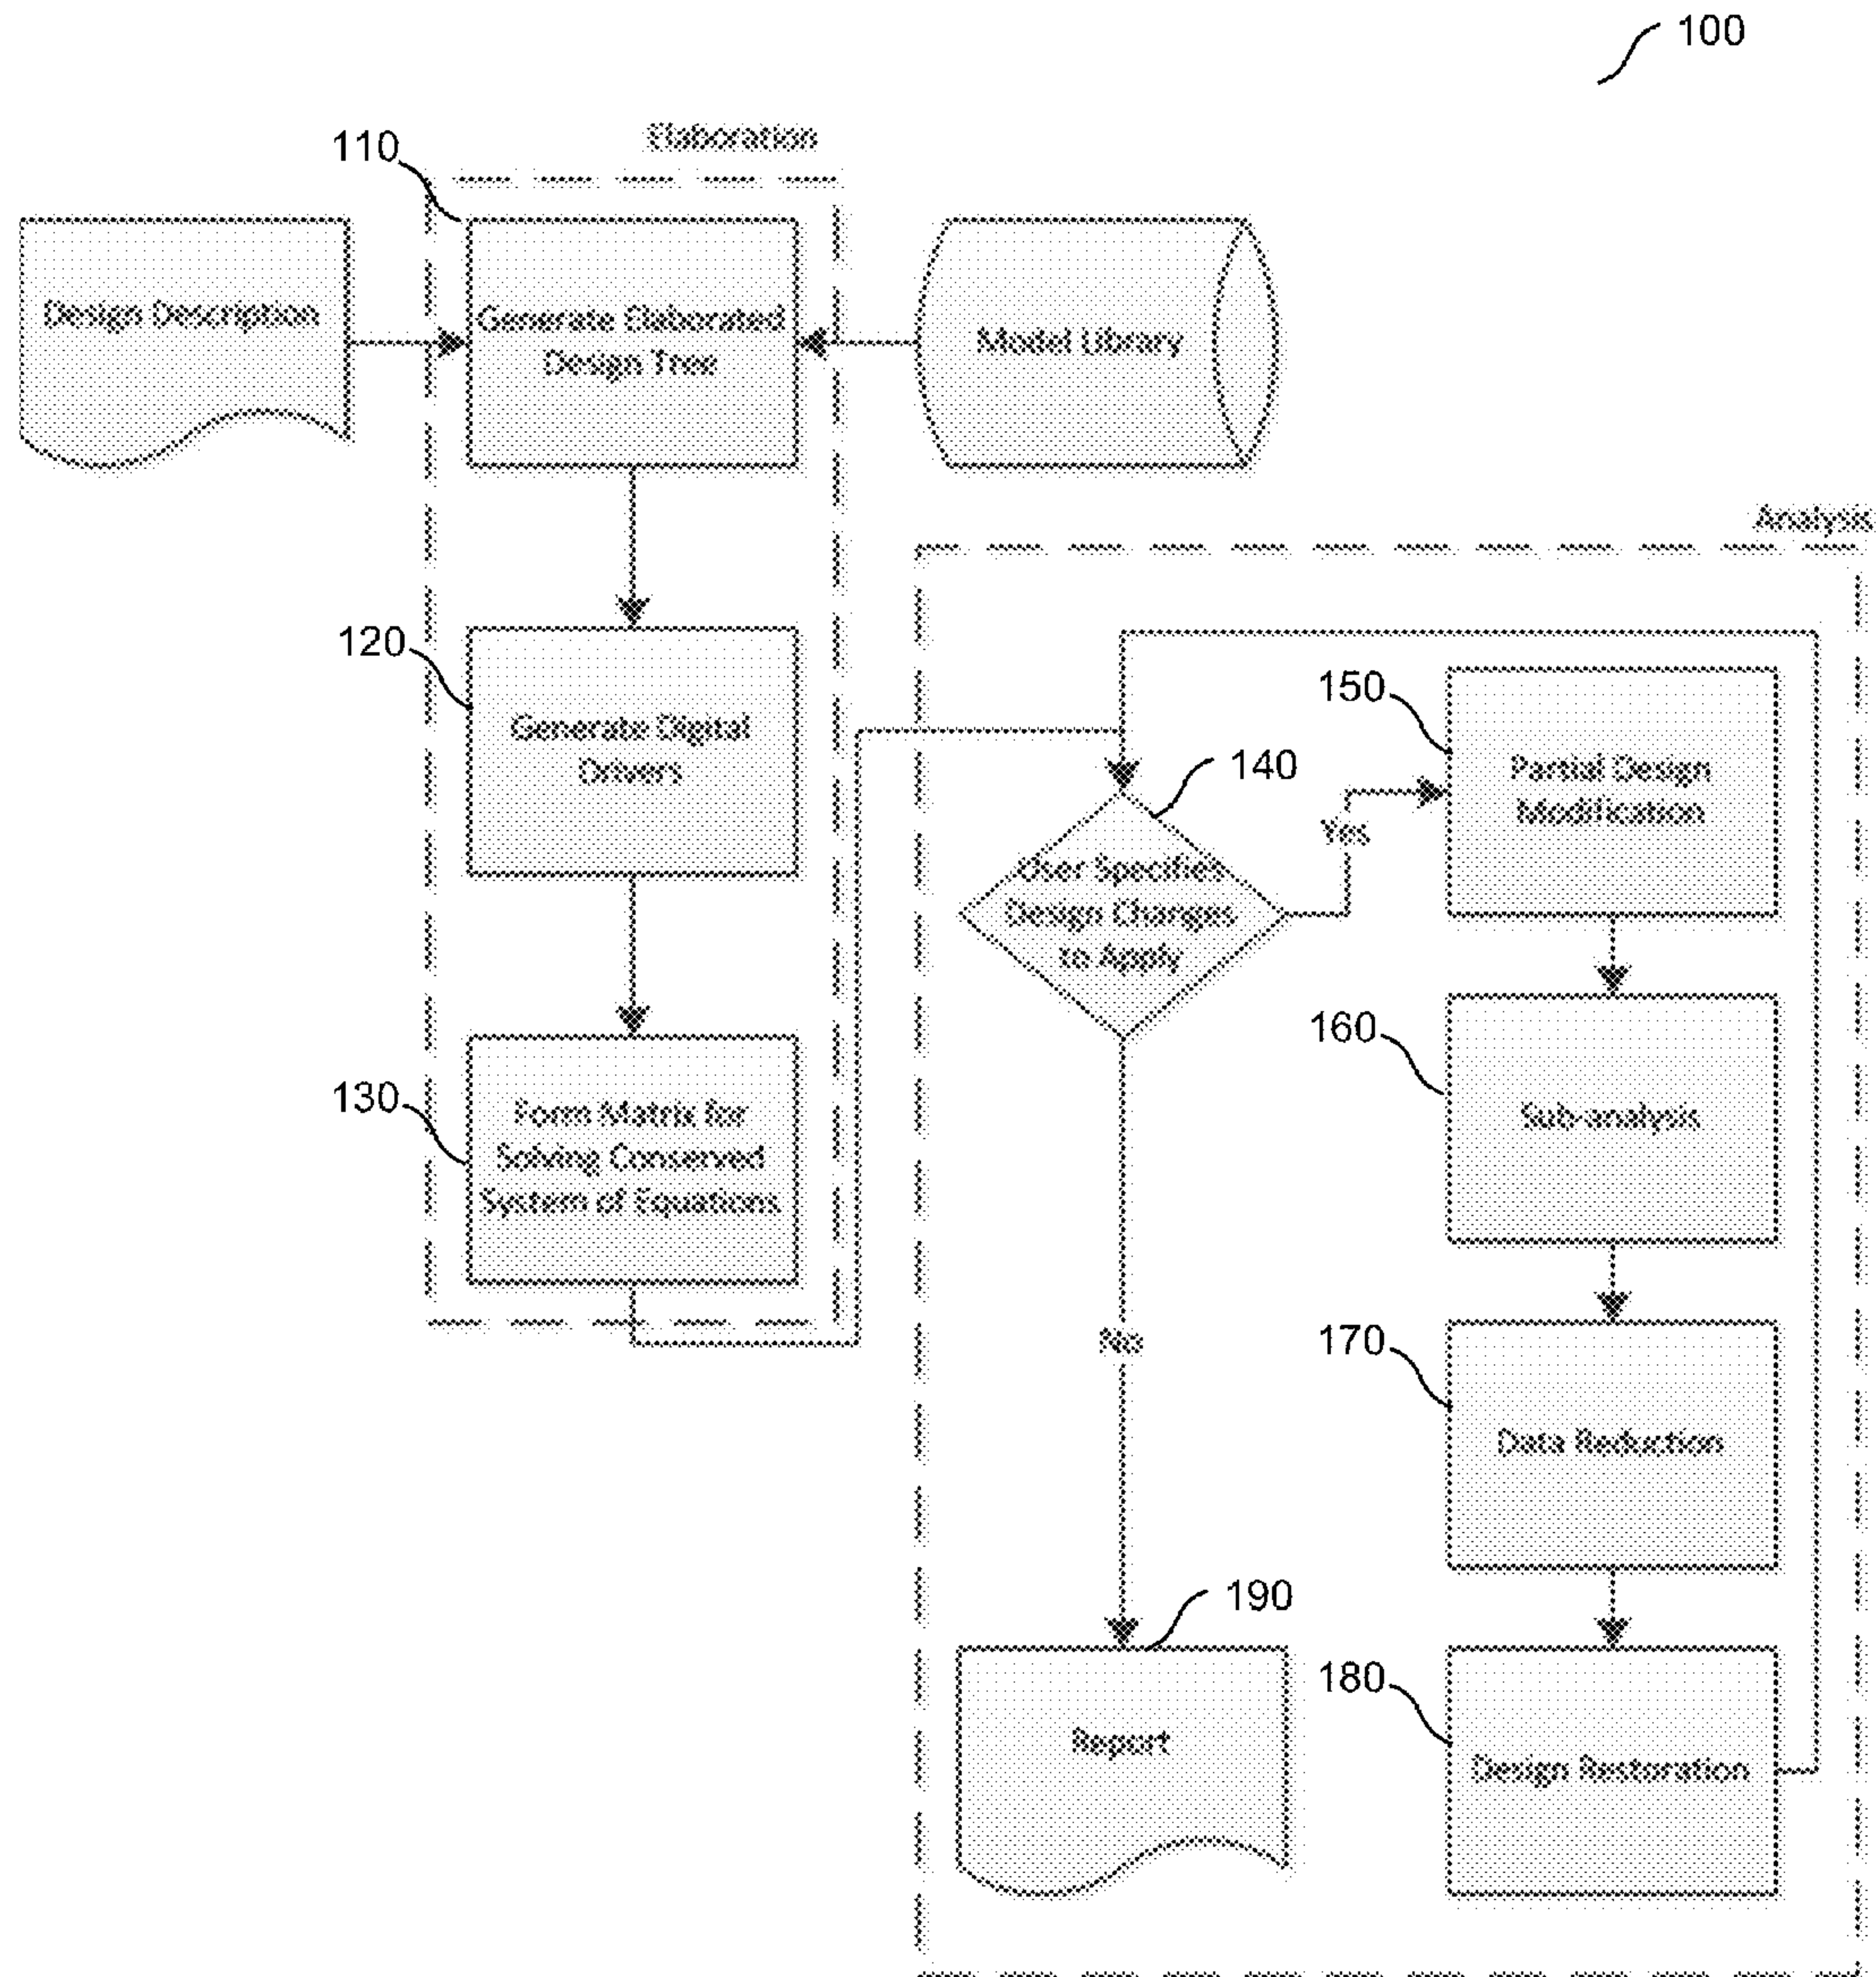 100
Elaboration
110
Design Description
Generate Elaborated
Design Tree
Model Library
Analysis
120
Generate Digital
Drivers
130
Form Matrix for
Solving Conserved
System of Equations
140
User Specifies
Design Changes
to Apply
Yes
No
150
Partial Design
Modification
160
Sub-analysis
170
Data Reduction
180
Design Restoration
190
Report